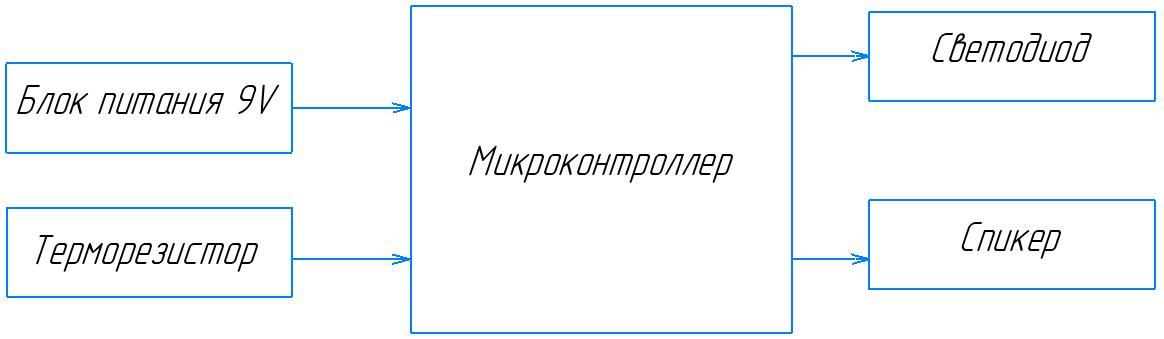 Блок питания 9V
Терморезистор
Микроконтроллер
Светодиод
Спикер